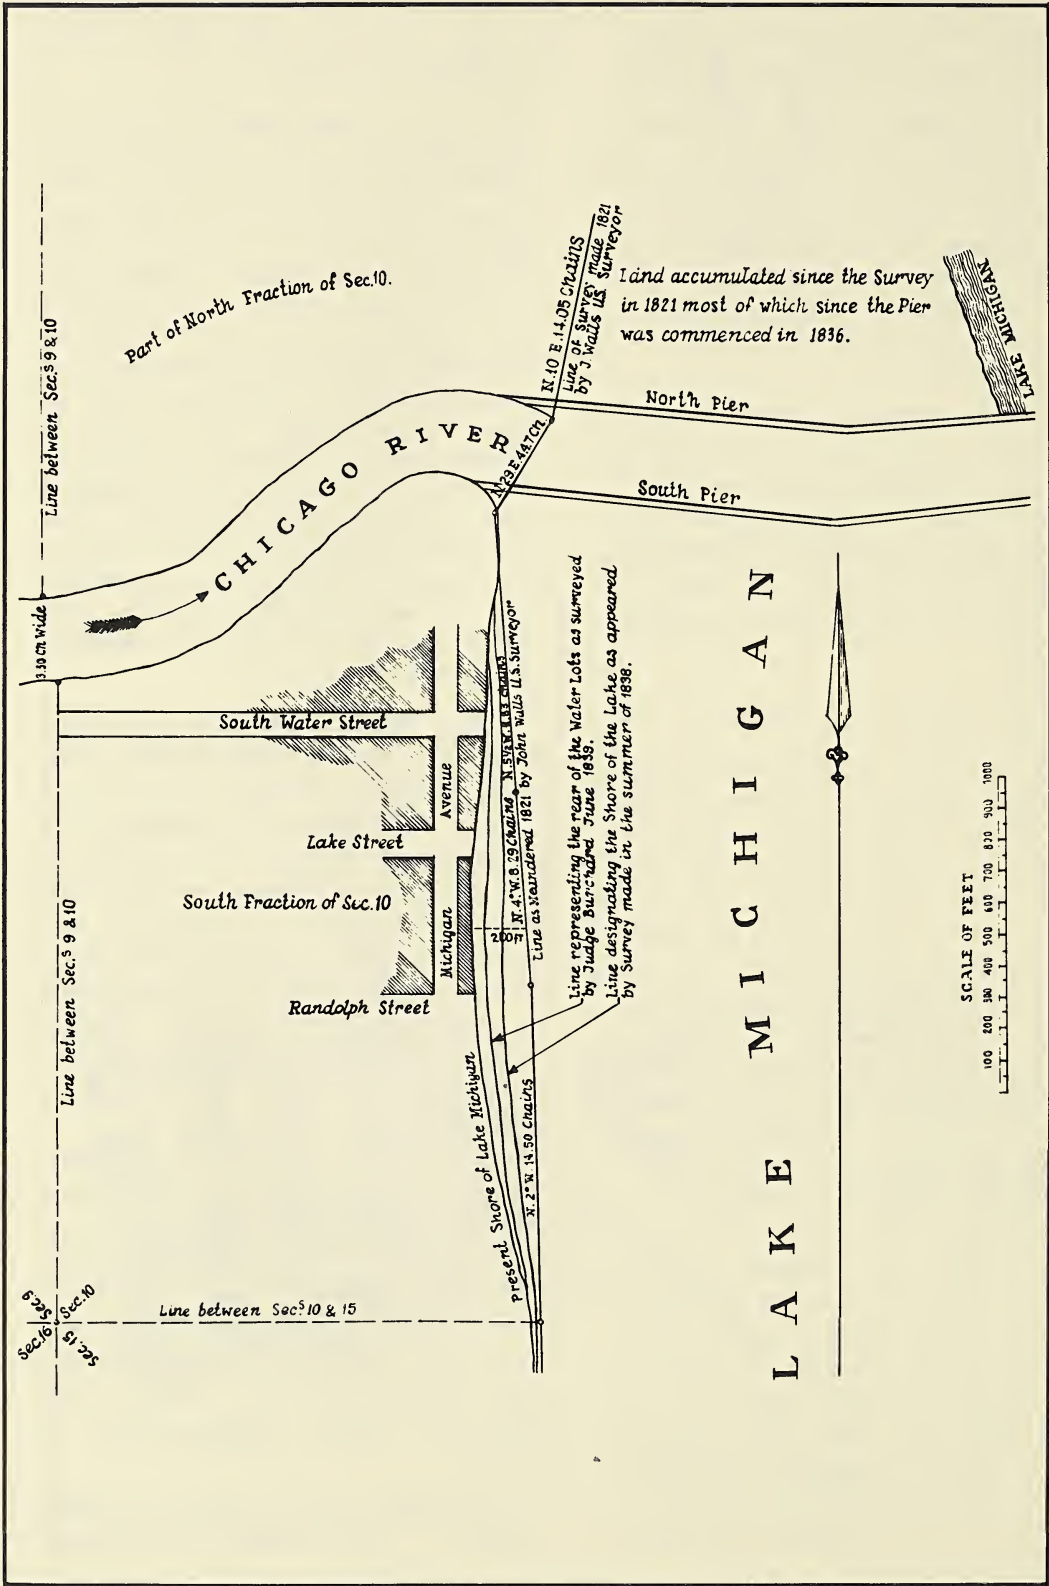 Line between Sec.s 9 & 10
Part of North Fraction of Sec.10.
N.10 E.14.05 Chains
Line of Survey made 1821
by J. Walls U.S. Surveyor
Land accumulated since the Survey
in 1821 most of which since the Pier
was commenced in 1836.
LAKE MICHIGAN
North Pier
CHICAGO RIVER
N.29 E.4.47 Ch.
South Pier
3.50 Ch Wide
South Water Street
Lake Street
Michigan Avenue
South Fraction of Sec.10
Randolph Street
200 ft
N.5½ W.
Chains
N.4° W. 8.29 Chains
Line as Meandered 1821 by John Walls U.S. Surveyor
Line representing the rear of the Water Lots as surveyed
by Judge Burchard June 1839.
Line designating the Shore of the Lake as appeared
by Survey made in the summer of 1838.
Line between Sec.s 9 & 10
Present Shore of Lake Michigan
N.2° W. 14.50 Chains
Sec.9
Sec.10
Sec.16
Sec.15
Line between Sec.s 10 & 15
LAKE MICHIGAN
SCALE OF FEET
100 200 300 400 500 600 700 800 900 1000